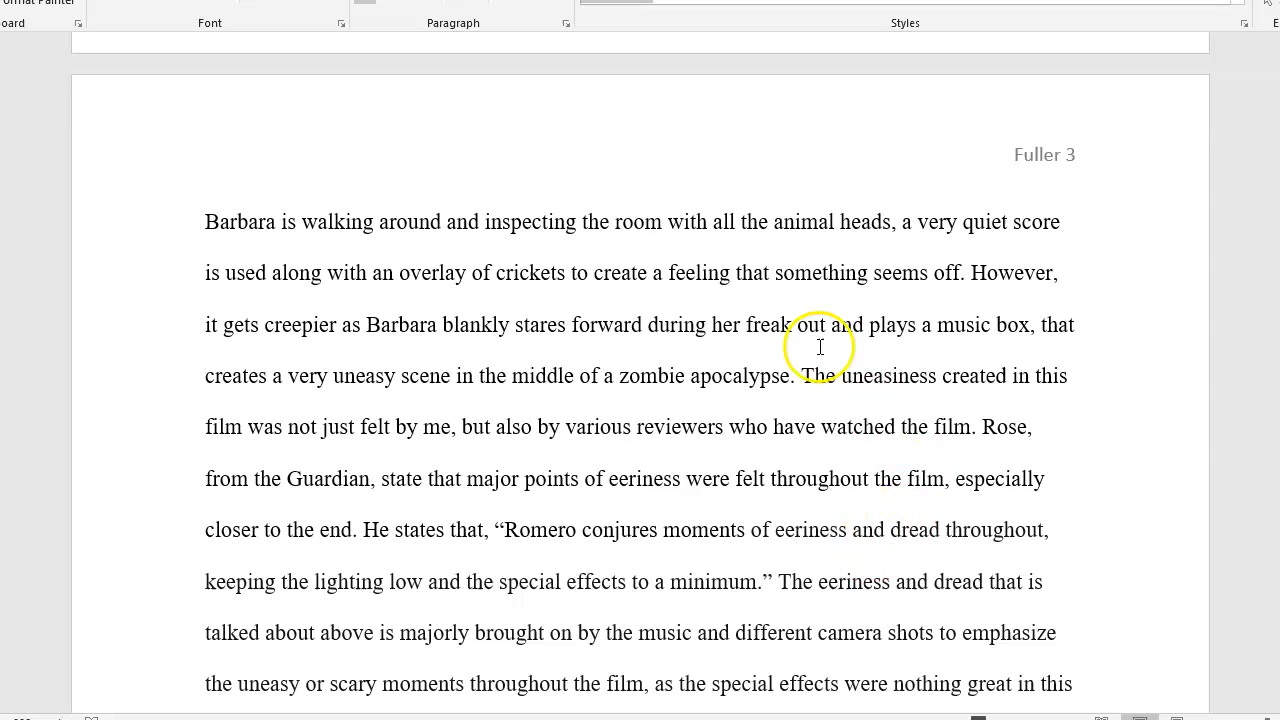 ormat Painter
oard
Font
Paragraph
Styles
E
Fuller 3
Barbara is walking around and inspecting the room with all the animal heads, a very quiet score
is used along with an overlay of crickets to create a feeling that something seems off. However,
it gets creepier as Barbara blankly stares forward during her freak out and plays a music box, that
creates a very uneasy scene in the middle of a zombie apocalypse. The uneasiness created in this
film was not just felt by me, but also by various reviewers who have watched the film. Rose,
from the Guardian, state that major points of eeriness were felt throughout the film, especially
closer to the end. He states that, “Romero conjures moments of eeriness and dread throughout,
keeping the lighting low and the special effects to a minimum.” The eeriness and dread that is
talked about above is majorly brought on by the music and different camera shots to emphasize
the uneasy or scary moments throughout the film, as the special effects were nothing great in this